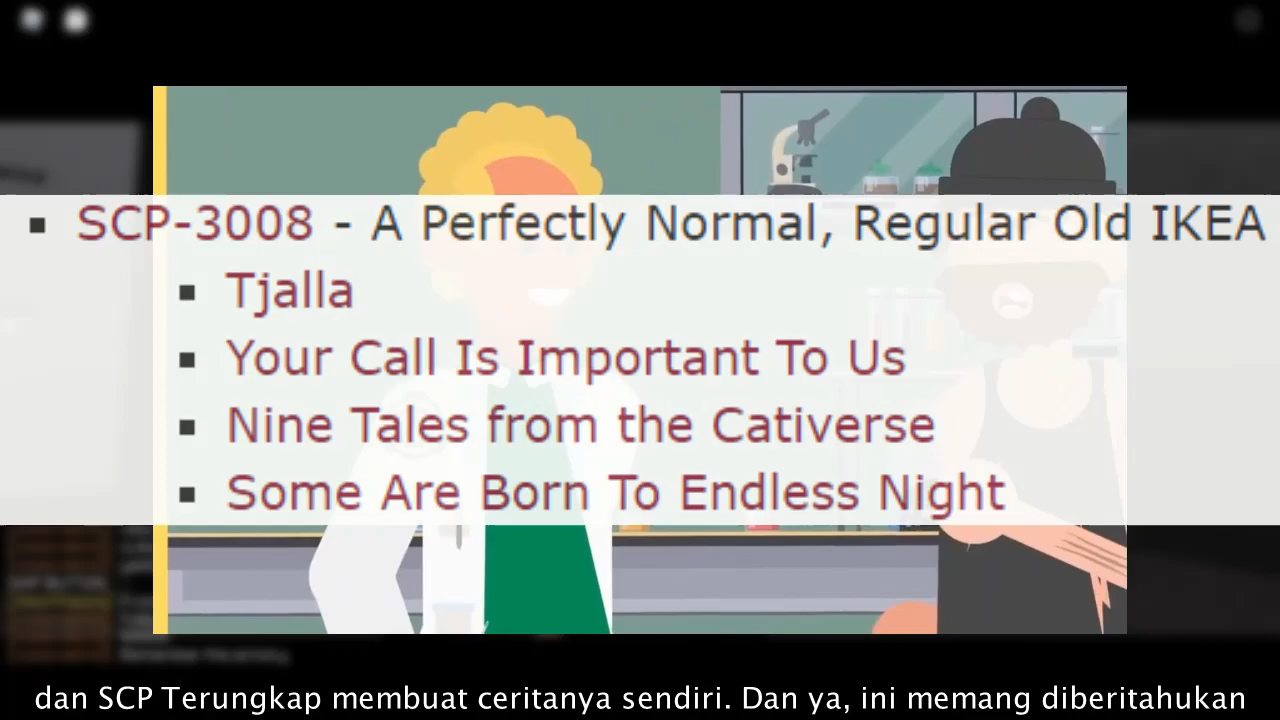 ▪ SCP-3008 - A Perfectly Normal, Regular Old IKEA
▪ Tjalla
▪ Your Call Is Important To Us
▪ Nine Tales from the Cativerse
▪ Some Are Born To Endless Night
dan SCP Terungkap membuat ceritanya sendiri. Dan ya, ini memang diberitahukan